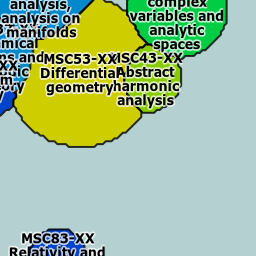 analysis,
analysis on
manifolds
complex
variables and
analytic
spaces
MSC53-XX
Differential
geometry
MSC43-XX
Abstract
harmonic
analysis
MSC83-XX
Relativity and